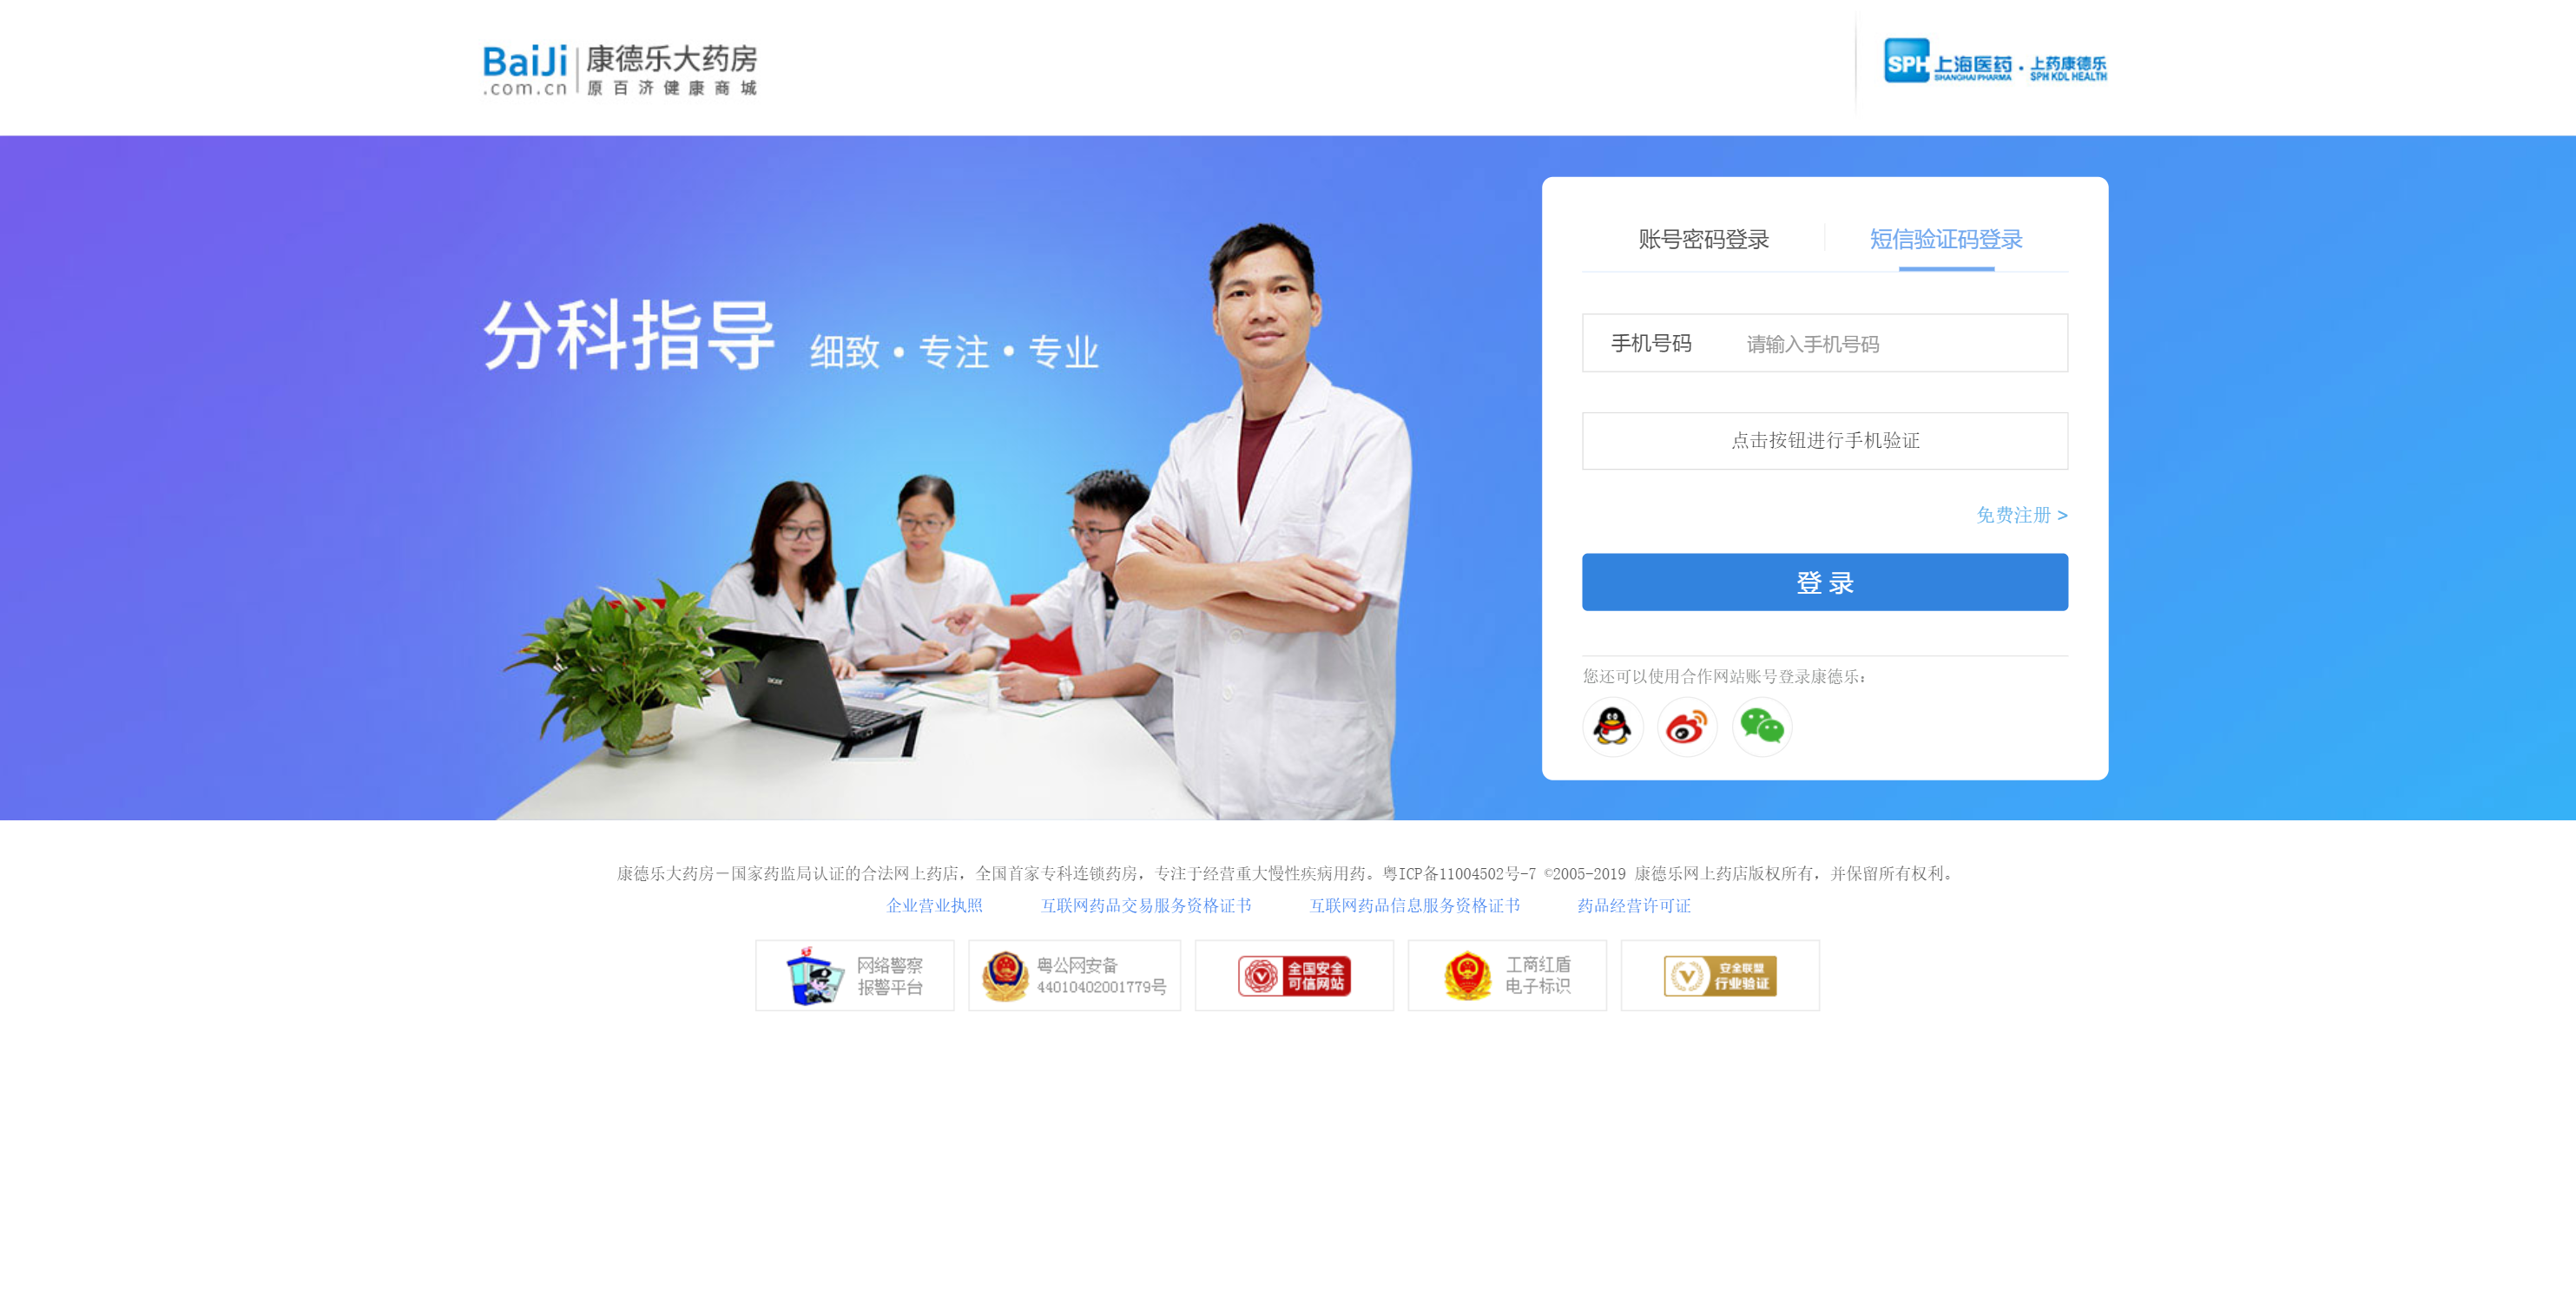 BaiJi
.com.cn
康德乐大药房
原百济健康商城
SPH 上海医药·上药康德乐
SHANGHAI PHARMA SPH KDL HEALTH
分科指导 细致·专注·专业
acer
账号密码登录 短信验证码登录
手机号码 请输入手机号码
点击按钮进行手机验证
免费注册 >
登 录
您还可以使用合作网站账号登录康德乐：
康德乐大药房－国家药监局认证的合法网上药店，全国首家专科连锁药房，专注于经营重大慢性疾病用药。粤ICP备11004502号-7 ©2005-2019 康德乐网上药店版权所有，并保留所有权利。
企业营业执照 互联网药品交易服务资格证书 互联网药品信息服务资格证书 药品经营许可证
网络警察
报警平台
粤公网安备
44010402001779号
全国安全
可信网站
工商红盾
电子标识
安全联盟
行业验证